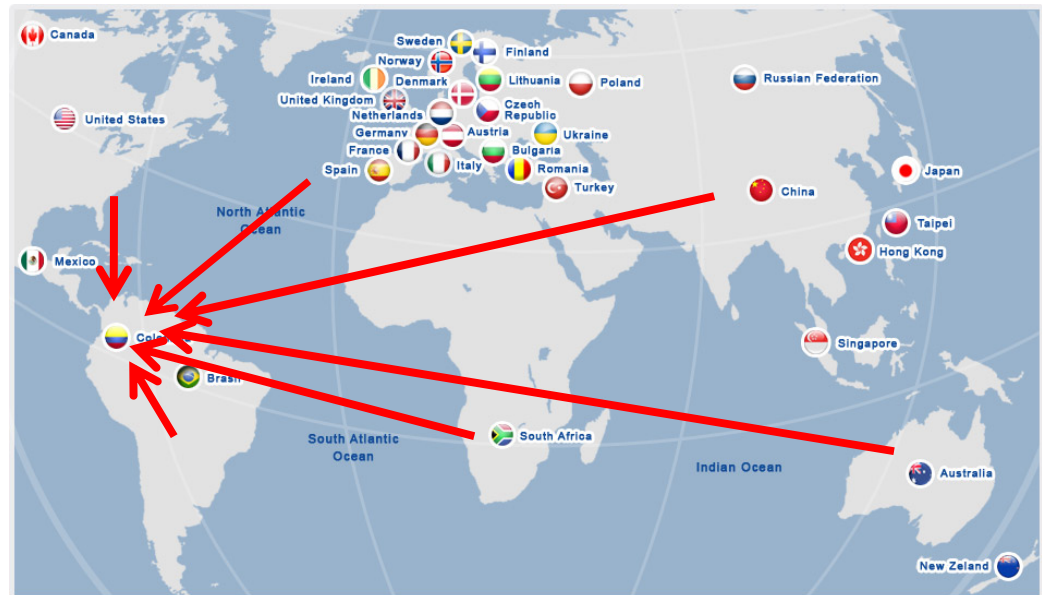 Canada
Sweden
Finland
Norway
Ireland
Denmark
Lithuania
Poland
Russian Federation
United Kingdom
Czech
Republic
Netherlands
United States
Germany
Austria
Ukraine
France
Italy
Bulgaria
Spain
Romania
Japan
Turkey
China
North Atlantic
Ocean
Taipei
Mexico
Hong Kong
Colombia
Singapore
Brasil
South Atlantic
Ocean
South Africa
Indian Ocean
Australia
New Zeland